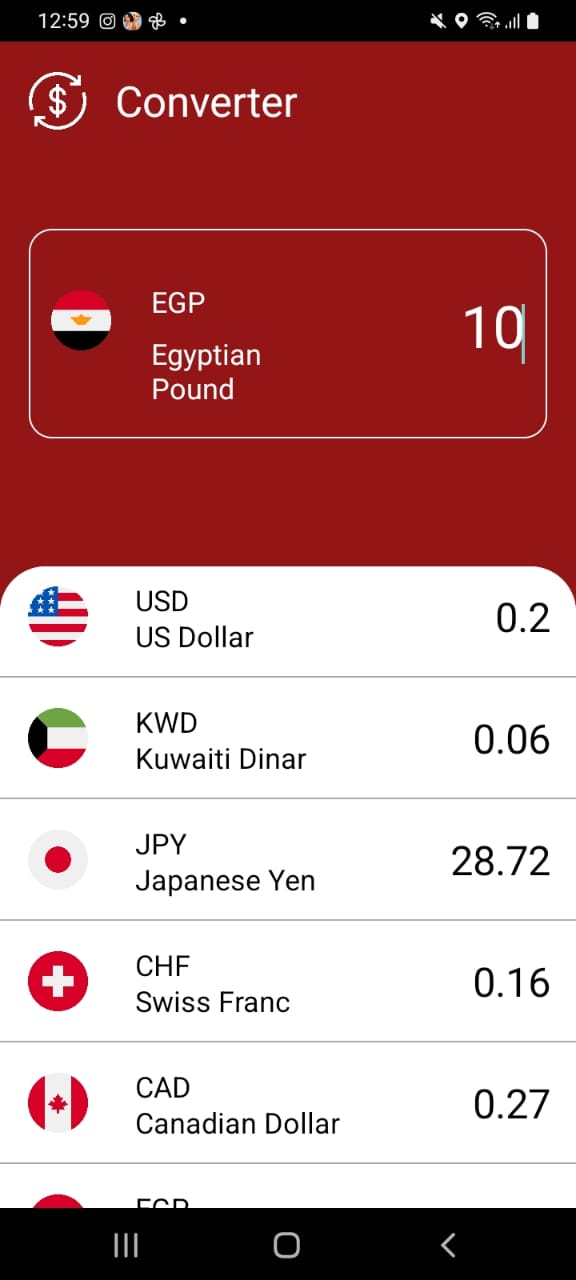 12:59
$ Converter
EGP
10
Egyptian
Pound
USD
US Dollar
0.2
KWD
Kuwaiti Dinar
0.06
JPY
Japanese Yen
28.72
CHF
Swiss Franc
0.16
CAD
Canadian Dollar
0.27